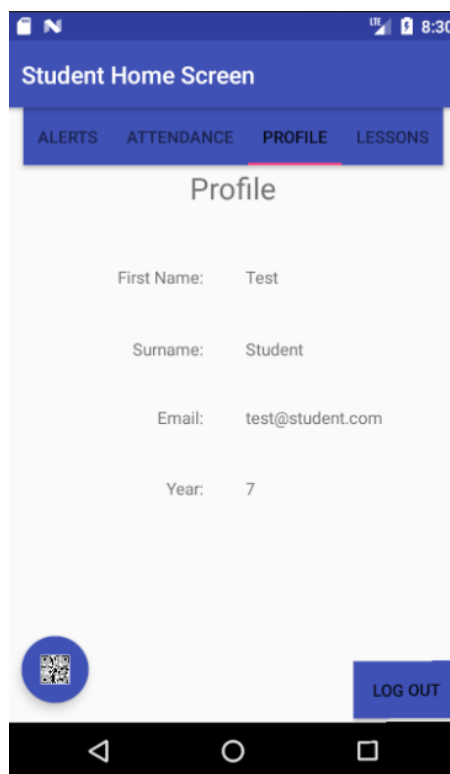 LTE 8:30
Student Home Screen
ALERTS ATTENDANCE PROFILE LESSONS
Profile
First Name: Test
Surname: Student
Email: test@student.com
Year: 7
LOG OUT